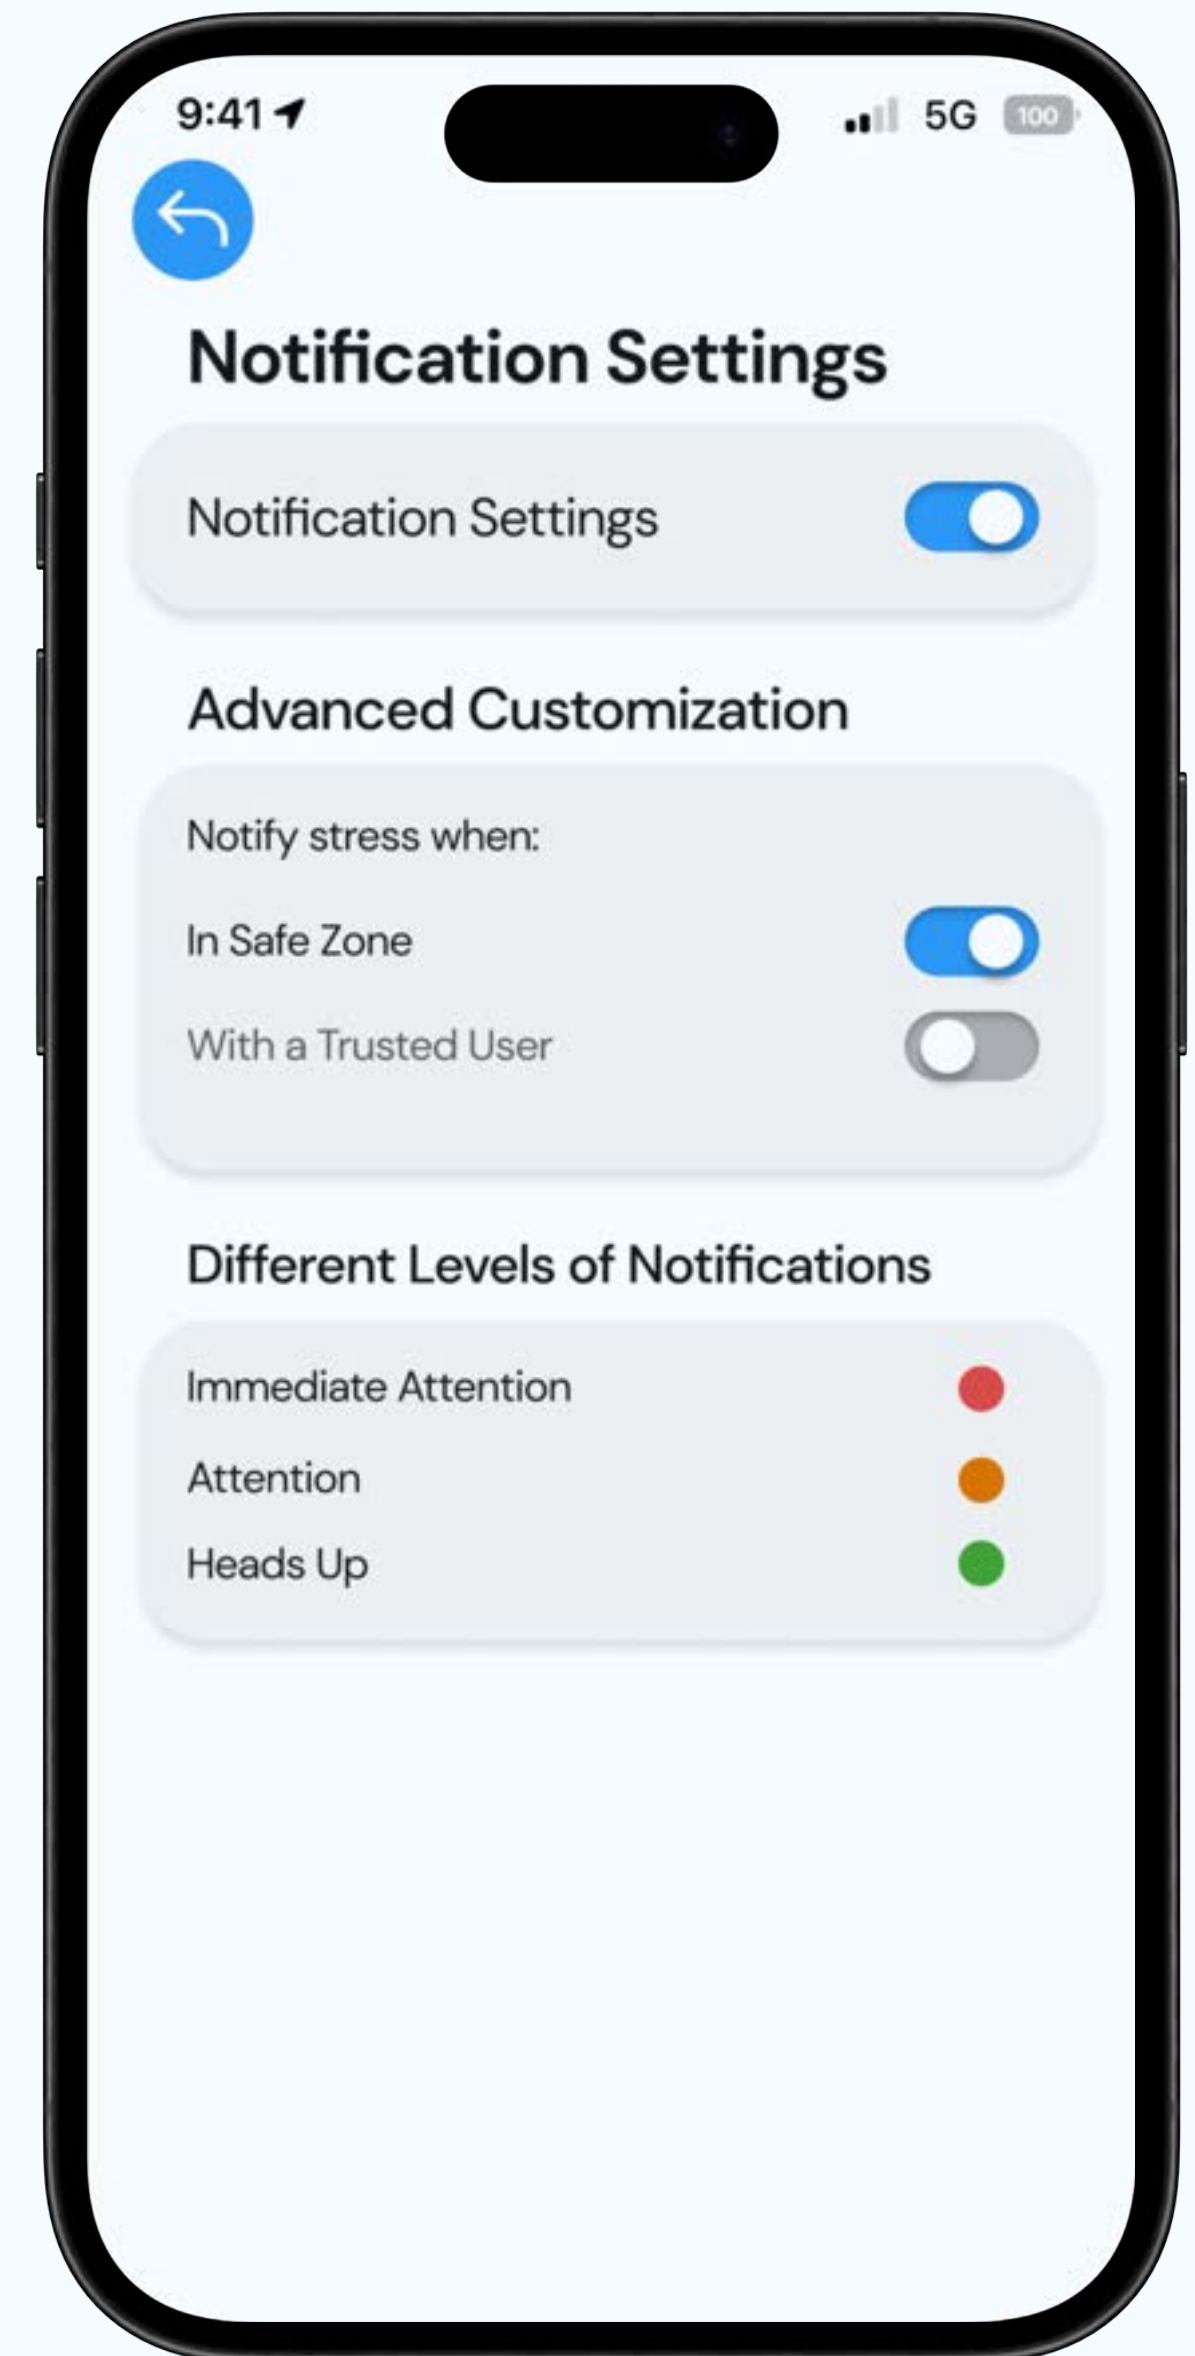 9:41
5G 100
Notification Settings
Notification Settings
Advanced Customization
Notify stress when:
In Safe Zone
With a Trusted User
Different Levels of Notifications
Immediate Attention
Attention
Heads Up